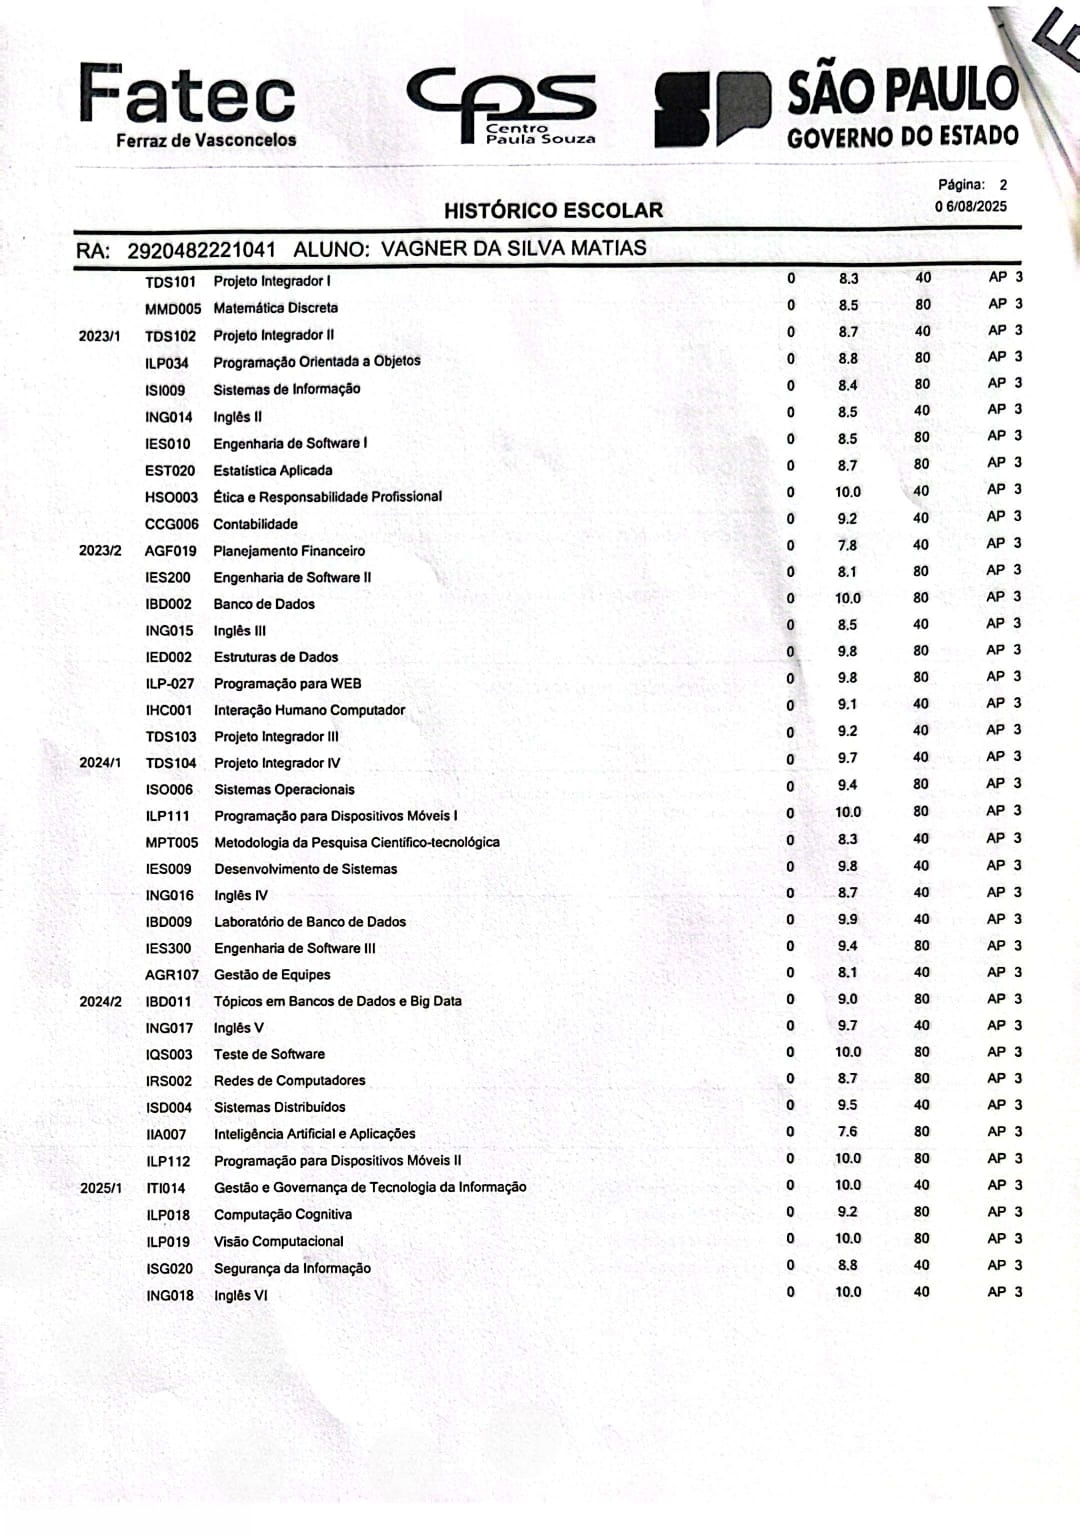 Fatec
Ferraz de Vasconcelos
CPS
Centro
Paula Souza
SÃO PAULO
GOVERNO DO ESTADO
Página: 2
HISTÓRICO ESCOLAR
0 6/08/2025
RA: 2920482221041 ALUNO: VAGNER DA SILVA MATIAS
TDS101 Projeto Integrador I 0 8.3 40 AP 3
MMD005 Matemática Discreta 0 8.5 80 AP 3
2023/1 TDS102 Projeto Integrador II 0 8.7 40 AP 3
ILP034 Programação Orientada a Objetos 0 8.8 80 AP 3
ISI009 Sistemas de Informação 0 8.4 80 AP 3
ING014 Inglês II 0 8.5 40 AP 3
IES010 Engenharia de Software I 0 8.5 80 AP 3
EST020 Estatística Aplicada 0 8.7 80 AP 3
HSO003 Ética e Responsabilidade Profissional 0 10.0 40 AP 3
CCG006 Contabilidade 0 9.2 40 AP 3
2023/2 AGF019 Planejamento Financeiro 0 7.8 40 AP 3
IES200 Engenharia de Software II 0 8.1 80 AP 3
IBD002 Banco de Dados 0 10.0 80 AP 3
ING015 Inglês III 0 8.5 40 AP 3
IED002 Estruturas de Dados 0 9.8 80 AP 3
ILP-027 Programação para WEB 0 9.8 80 AP 3
IHC001 Interação Humano Computador 0 9.1 40 AP 3
TDS103 Projeto Integrador III 0 9.2 40 AP 3
2024/1 TDS104 Projeto Integrador IV 0 9.7 40 AP 3
ISO006 Sistemas Operacionais 0 9.4 80 AP 3
ILP111 Programação para Dispositivos Móveis I 0 10.0 80 AP 3
MPT005 Metodologia da Pesquisa Científico-tecnológica 0 8.3 40 AP 3
IES009 Desenvolvimento de Sistemas 0 9.8 40 AP 3
ING016 Inglês IV 0 8.7 40 AP 3
IBD009 Laboratório de Banco de Dados 0 9.9 40 AP 3
IES300 Engenharia de Software III 0 9.4 80 AP 3
AGR107 Gestão de Equipes 0 8.1 40 AP 3
2024/2 IBD011 Tópicos em Bancos de Dados e Big Data 0 9.0 80 AP 3
ING017 Inglês V 0 9.7 40 AP 3
IQS003 Teste de Software 0 10.0 80 AP 3
IRS002 Redes de Computadores 0 8.7 80 AP 3
ISD004 Sistemas Distribuídos 0 9.5 40 AP 3
IIA007 Inteligência Artificial e Aplicações 0 7.6 80 AP 3
ILP112 Programação para Dispositivos Móveis II 0 10.0 80 AP 3
2025/1 ITI014 Gestão e Governança de Tecnologia da Informação 0 10.0 40 AP 3
ILP018 Computação Cognitiva 0 9.2 80 AP 3
ILP019 Visão Computacional 0 10.0 80 AP 3
ISG020 Segurança da Informação 0 8.8 40 AP 3
ING018 Inglês VI 0 10.0 40 AP 3